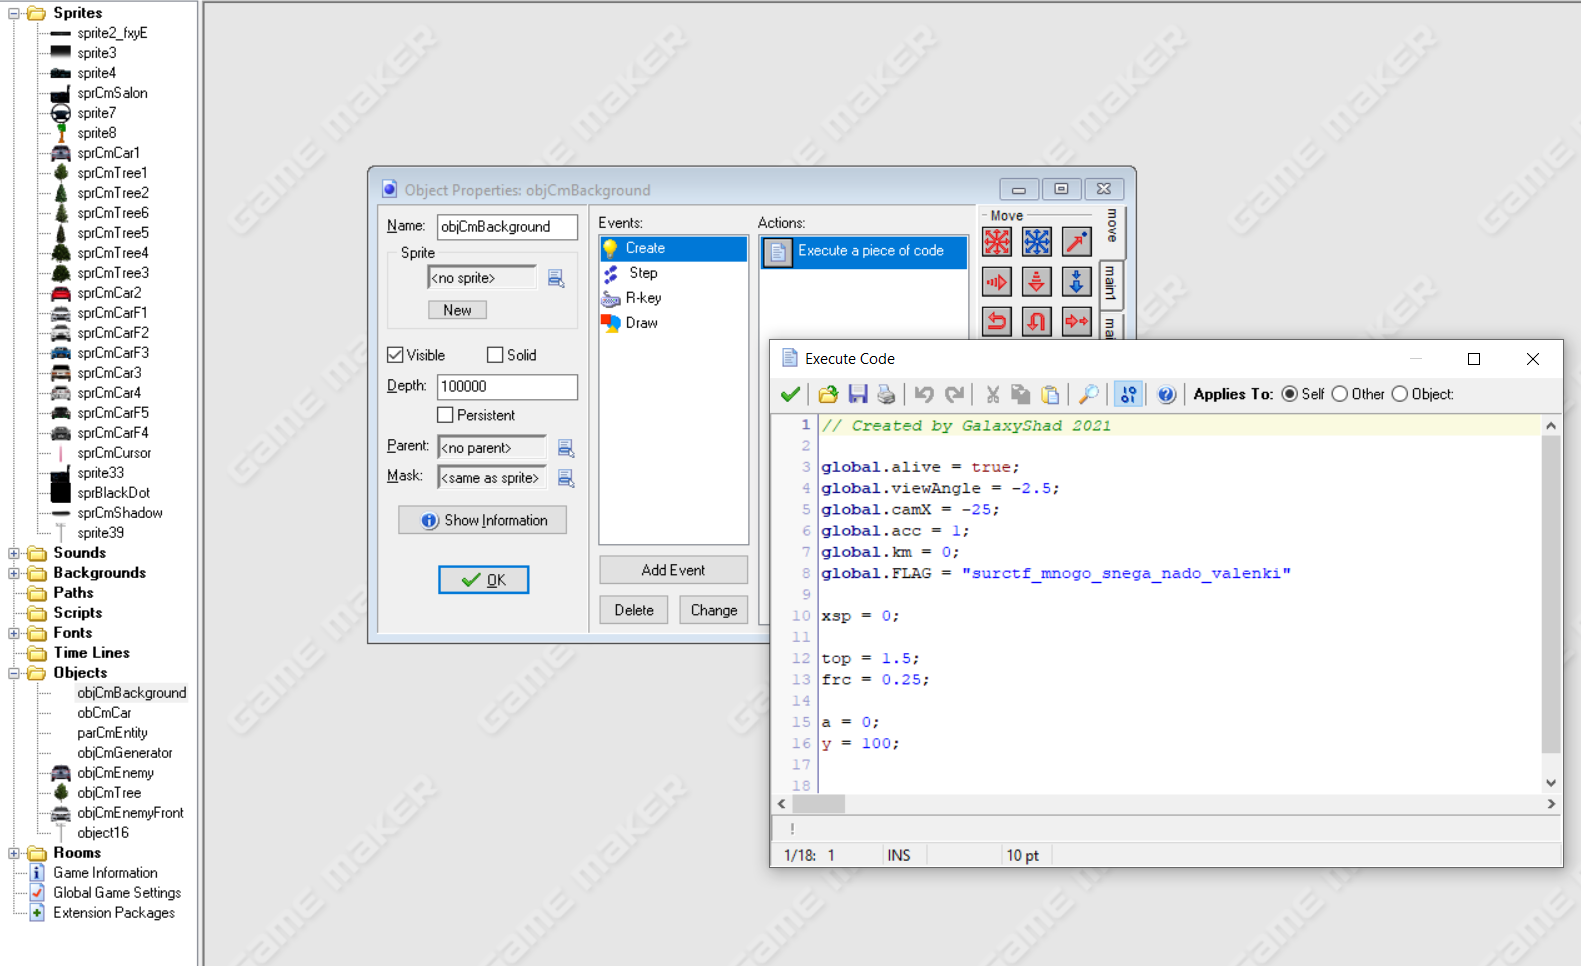 Sprites
sprite2_fxyE
sprite3
sprite4
sprCmSalon
sprite7
sprite8
sprCmCar1
sprCmTree1
sprCmTree2
sprCmTree6
sprCmTree5
sprCmTree4
sprCmTree3
sprCmCar2
sprCmCarF1
sprCmCarF2
sprCmCarF3
sprCmCar3
sprCmCar4
sprCmCarF5
sprCmCarF4
sprCmCursor
sprite33
sprBlackDot
sprCmShadow
sprite39
Sounds
Backgrounds
Paths
Scripts
Fonts
Time Lines
Objects
objCmBackground
obCmCar
parCmEntity
objCmGenerator
objCmEnemy
objCmTree
objCmEnemyFront
object16
Rooms
Game Information
Global Game Settings
Extension Packages
GAME MAKER
Object Properties: objCmBackground
Name: objCmBackground
Sprite
<no sprite>
New
Visible Solid
Depth: 100000
Persistent
Parent: <no parent>
Mask: <same as sprite>
Show Information
OK
Events:
Create
Step
R-key
Draw
Add Event
Delete Change
Actions:
Execute a piece of code
Move
move
main1
Execute Code
Applies To: Self Other Object:
1 // Created by GalaxyShad 2021
2
3 global.alive = true;
4 global.viewAngle = -2.5;
5 global.camX = -25;
6 global.acc = 1;
7 global.km = 0;
8 global.FLAG = "surctf_mnogo_snega_nado_valenki"
9
10 xsp = 0;
11
12 top = 1.5;
13 frc = 0.25;
14
15 a = 0;
16 y = 100;
17
18
!
1/18: 1 INS 10 pt